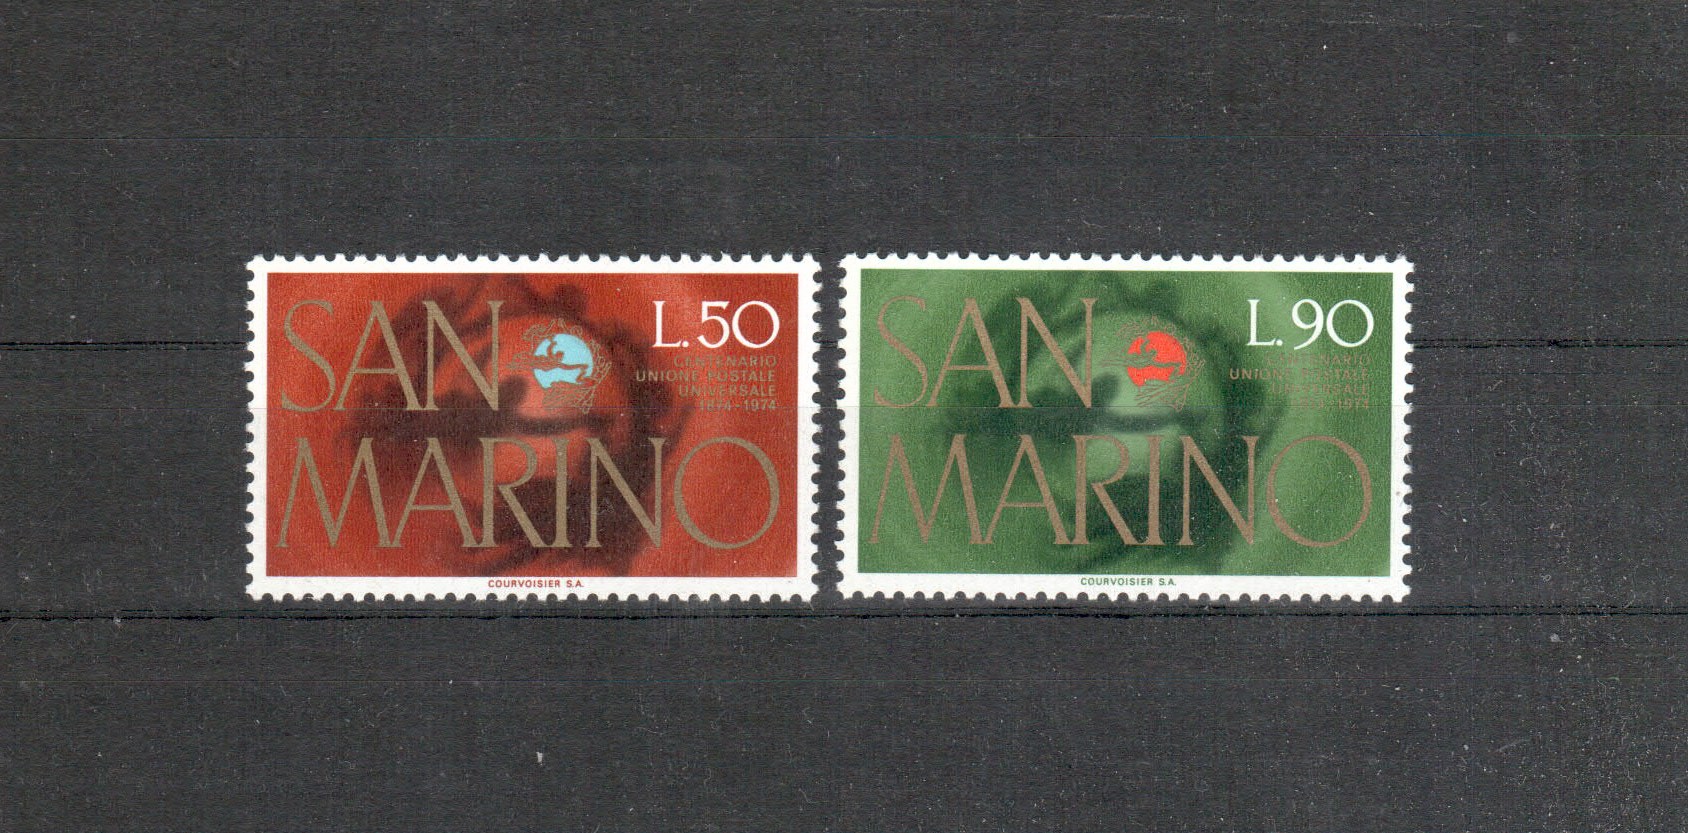 SAN
MARINO
L.50
CENTENARIO
UNIONE POSTALE
UNIVERSALE
1874-1974
COURVOISIER S.A.
SAN
MARINO
L.90
CENTENARIO
UNIONE POSTALE
UNIVERSALE
1874-1974
COURVOISIER S.A.